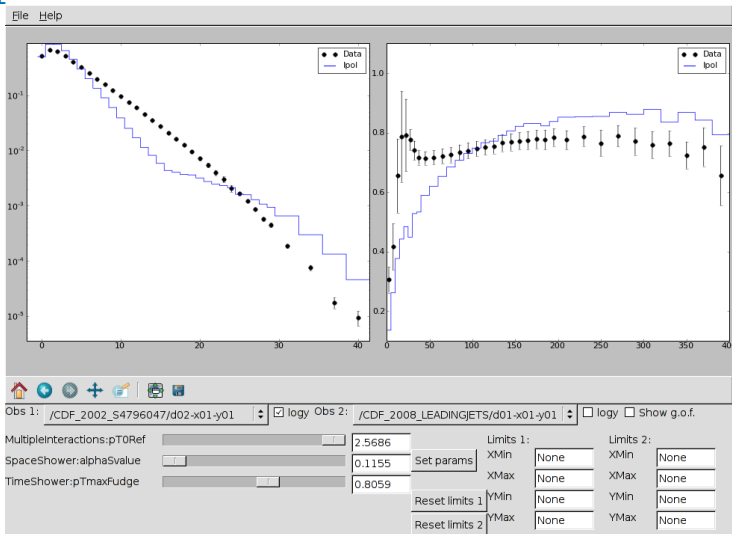 File Help
Data
Ipol
10⁻¹
10⁻²
10⁻³
10⁻⁴
10⁻⁵
0 10 20 30 40
Data
Ipol
1.0
0.8
0.6
0.4
0.2
50 100 150 200 250 300 350 40
Obs 1: /CDF_2002_S4796047/d02-x01-y01 logy Obs 2: /CDF_2008_LEADINGJETS/d01-x01-y01 logy Show g.o.f.
MultipleInteractions:pT0Ref 2.5686
SpaceShower:alphaSvalue 0.1155
TimeShower:pTmaxFudge 0.8059
Set params
Reset limits 1
Reset limits 2
Limits 1:
XMin None
XMax None
YMin None
YMax None
Limits 2:
XMin None
XMax None
YMin None
YMax None